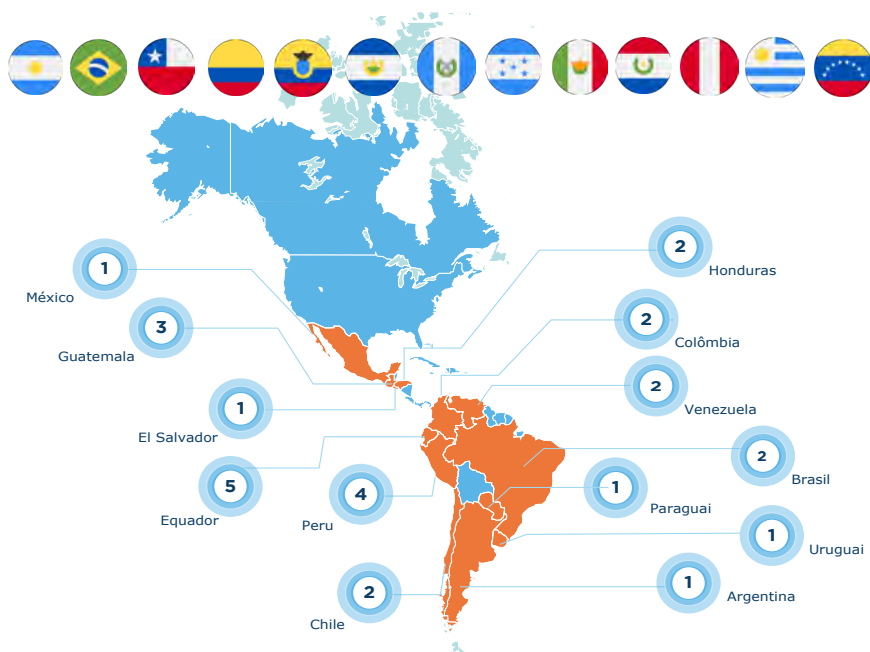 2
Honduras
1
México
3
Guatemala
2
Colômbia
2
Venezuela
1
El Salvador
2
Brasil
5
Equador
4
Peru
1
Paraguai
1
Uruguai
2
Chile
1
Argentina